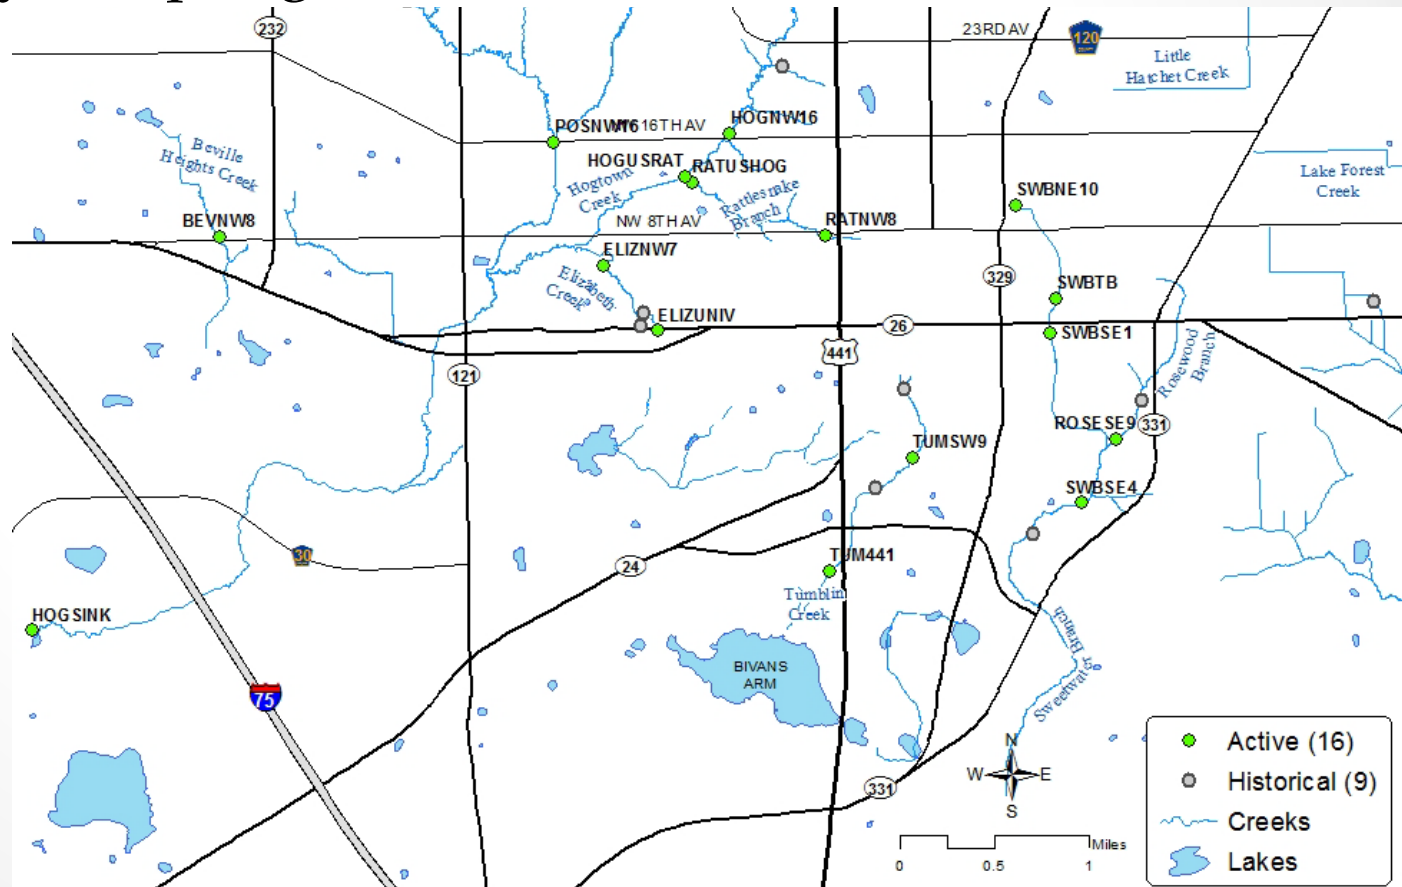 232
23RD AV
120
Little
Hatchet Creek
POSNW16
16TH AV
HOGNW16
Beville
Heights Creek
HOGUSRAT
RATUSHOG
Hogtown
Creek
Rattlesnake
Branch
Lake Forest
Creek
SWBNE10
BEVNW8
NW 8TH AV
RATNW8
ELIZNW7
Elizabeth
Creek
329
SWBTB
ELIZUNIV
26
SWBSE1
441
121
Rosewood
Branch
ROSESE9
331
TUMSW9
SWBSE4
30
24
TUM441
Tumblin
Creek
HOGSINK
BIVANS
ARM
Sweetwater Branch
75
331
N
W
E
S
Miles
0
0.5
1
Active (16)
Historical (9)
Creeks
Lakes